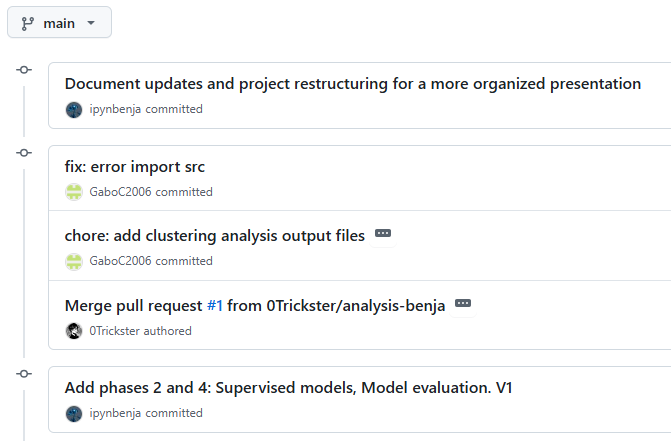 main
Document updates and project restructuring for a more organized presentation
ipynbenja committed
fix: error import src
GaboC2006 committed
chore: add clustering analysis output files
GaboC2006 committed
Merge pull request #1 from 0Trickster/analysis-benja
0Trickster authored
Add phases 2 and 4: Supervised models, Model evaluation. V1
ipynbenja committed